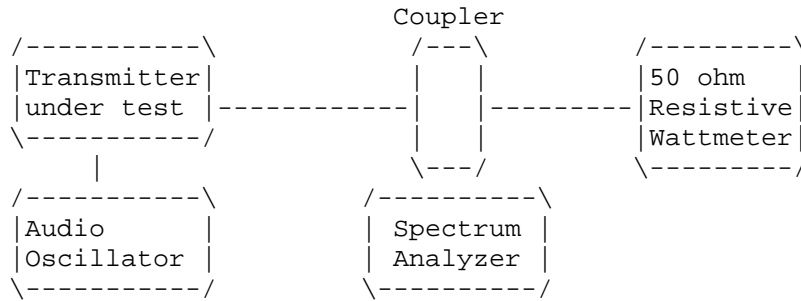 Coupler
Transmitter
under test
50 ohm
Resistive
Wattmeter
Audio
Oscillator
Spectrum
Analyzer